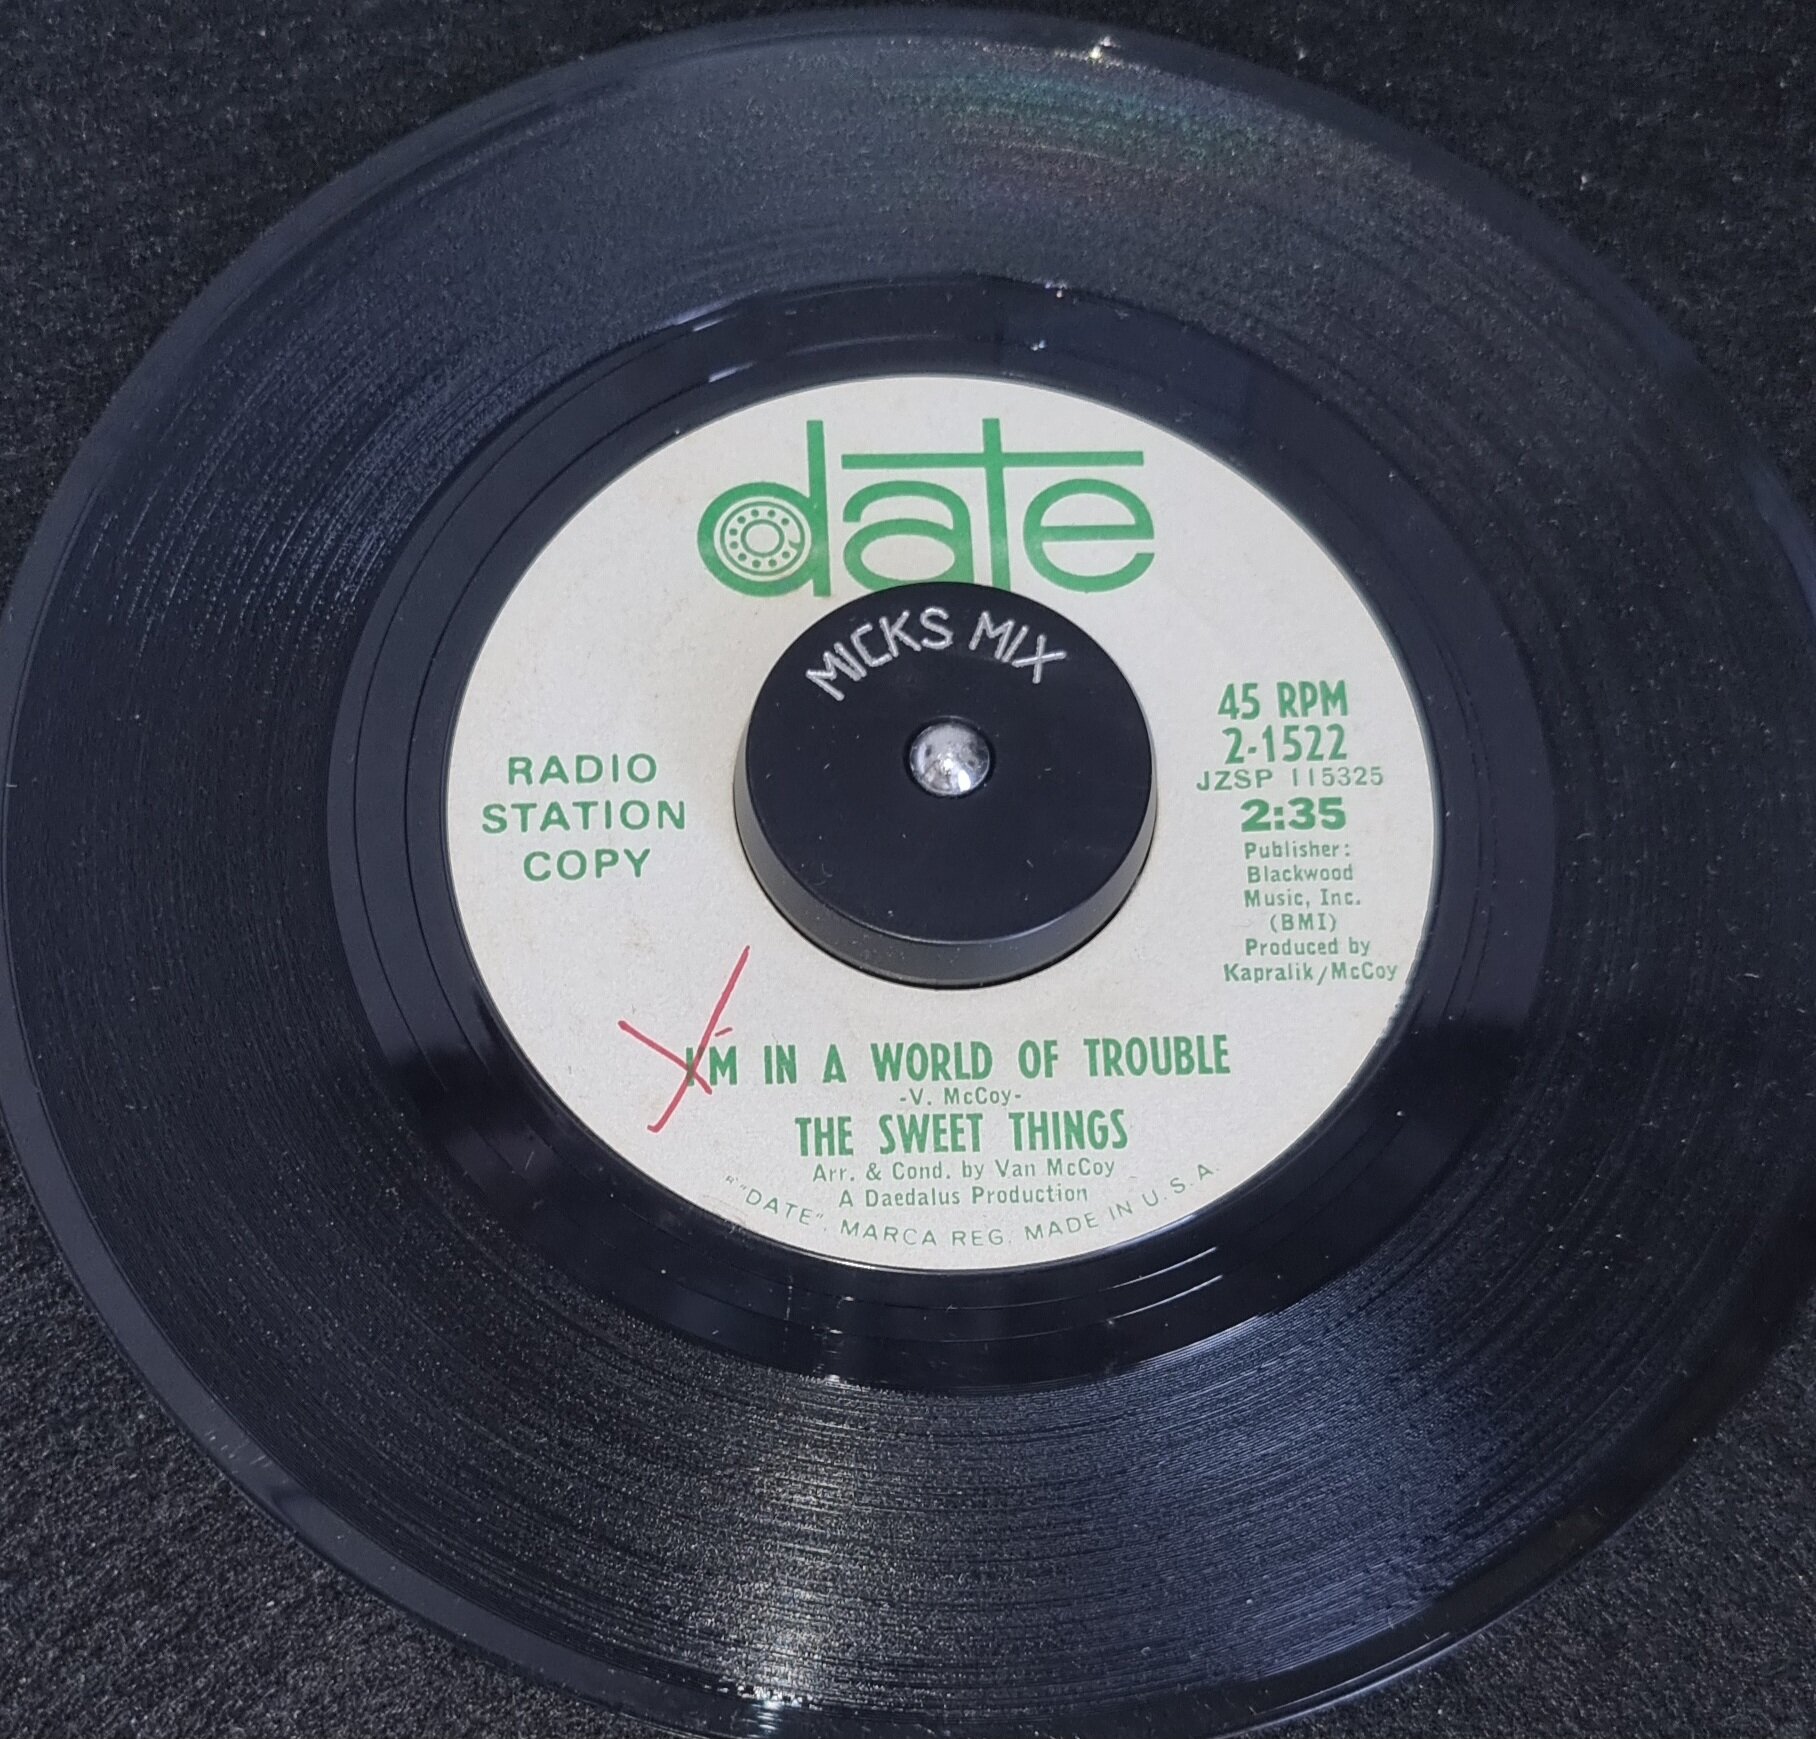 date
MICKS MIX
RADIO
STATION
COPY
45 RPM
2-1522
JZSP 115325
2:35
Publisher:
Blackwood
Music, Inc.
(BMI)
Produced by
Kapralik/McCoy
I'M IN A WORLD OF TROUBLE
-V. McCoy-
THE SWEET THINGS
Arr. & Cond. by Van McCoy
A Daedalus Production
"DATE", MARCA REG. MADE IN U.S.A.